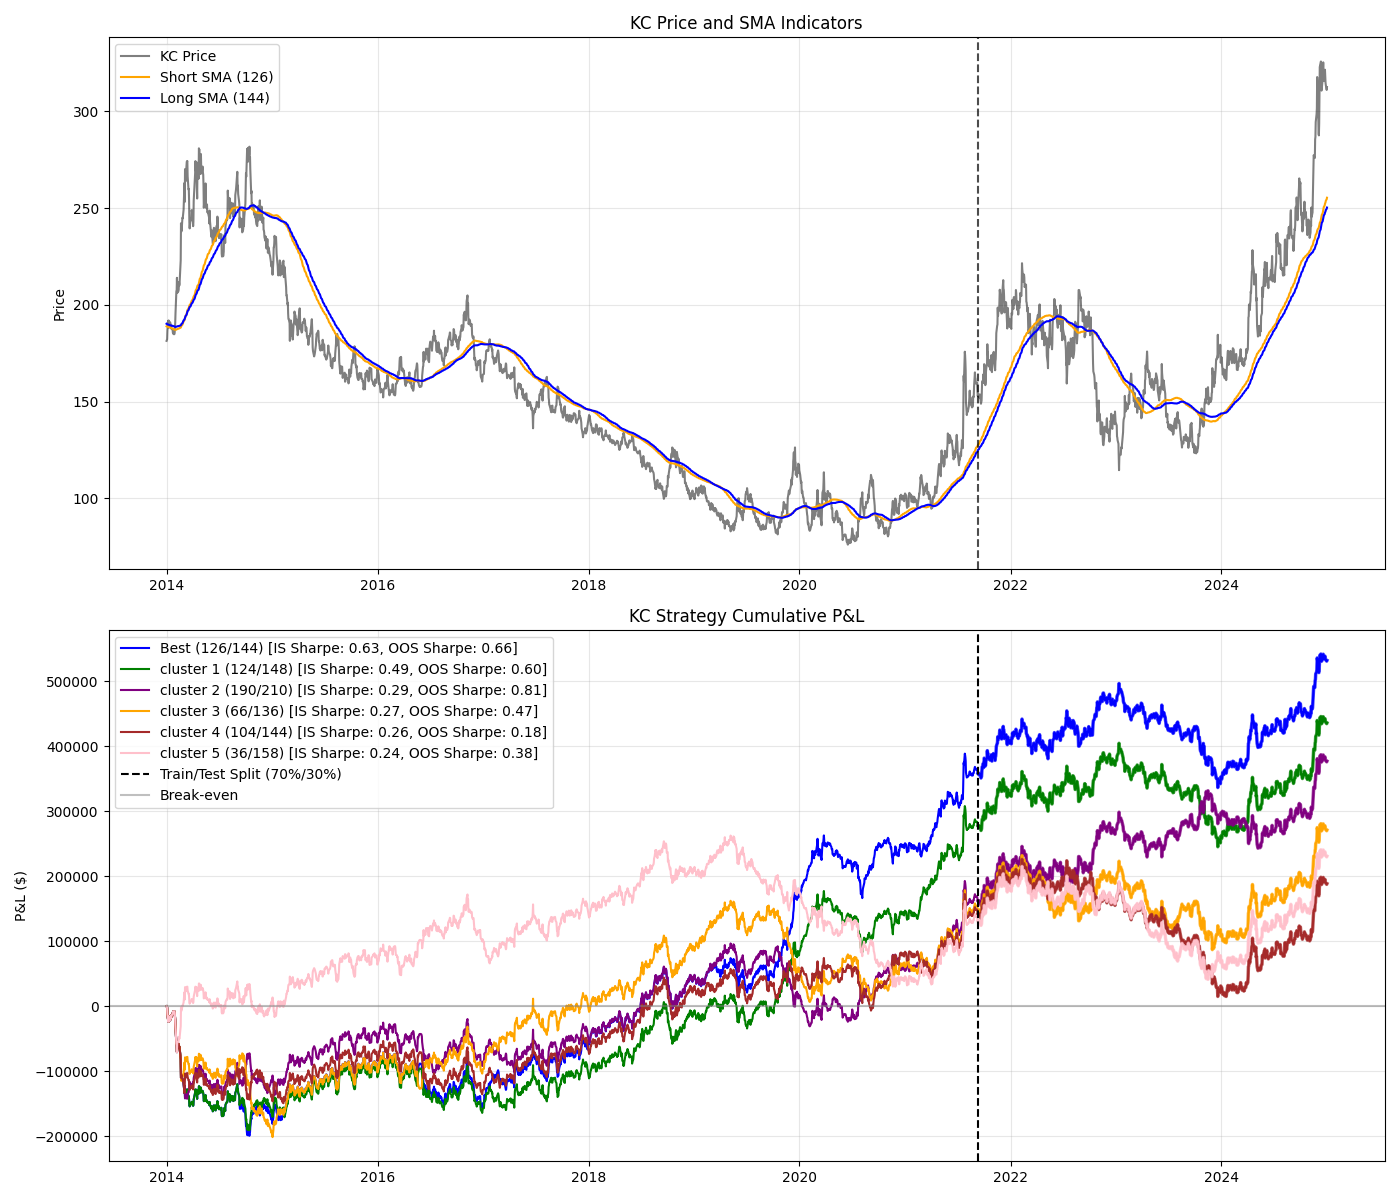 KC Price and SMA Indicators
KC Price
Short SMA (126)
Long SMA (144)
300
250
200
150
100
Price
2014 2016 2018 2020 2022 2024
KC Strategy Cumulative P&L
Best (126/144) [IS Sharpe: 0.63, OOS Sharpe: 0.66]
cluster 1 (124/148) [IS Sharpe: 0.49, OOS Sharpe: 0.60]
cluster 2 (190/210) [IS Sharpe: 0.29, OOS Sharpe: 0.81]
cluster 3 (66/136) [IS Sharpe: 0.27, OOS Sharpe: 0.47]
cluster 4 (104/144) [IS Sharpe: 0.26, OOS Sharpe: 0.18]
cluster 5 (36/158) [IS Sharpe: 0.24, OOS Sharpe: 0.38]
Train/Test Split (70%/30%)
Break-even
500000
400000
300000
200000
100000
0
−100000
−200000
P&L ($)
2014 2016 2018 2020 2022 2024